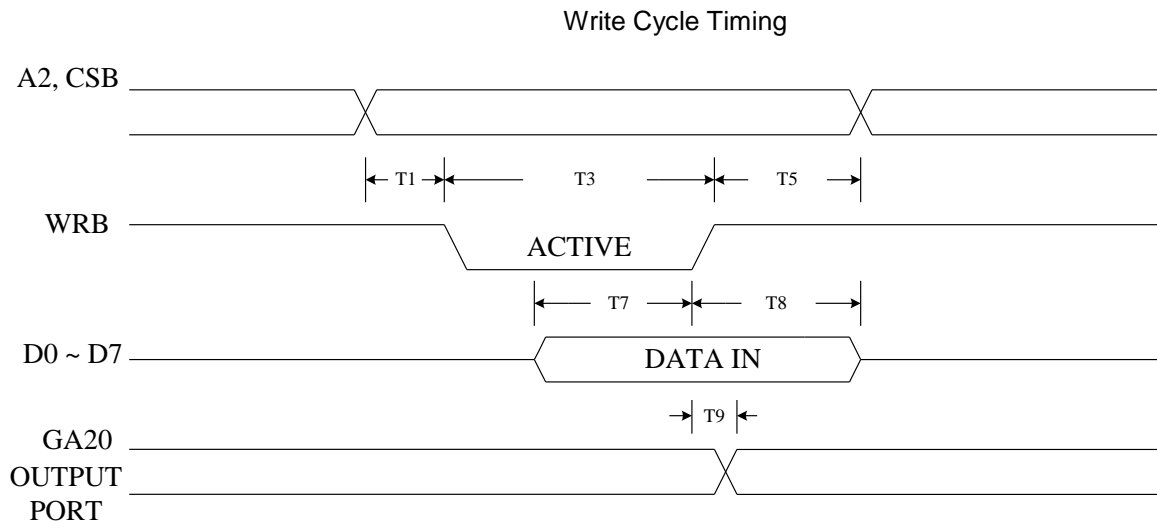 Write Cycle Timing
A2, CSB
T1
T3
T5
WRB
ACTIVE
T7
T8
D0 ~ D7
DATA IN
T9
GA20
OUTPUT
PORT